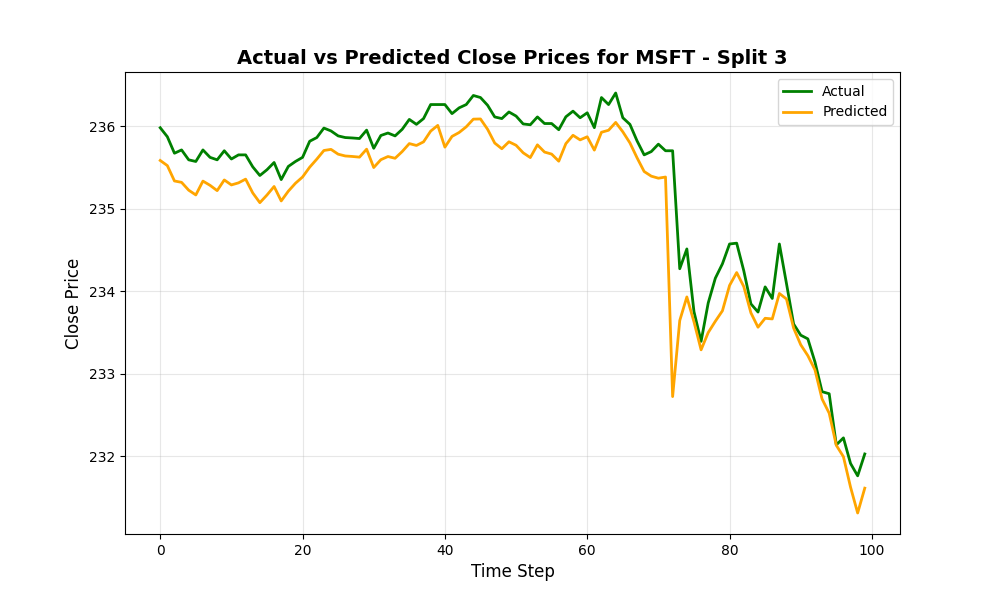 Actual vs Predicted Close Prices for MSFT - Split 3
Actual
Predicted
Close Price
236
235
234
233
232
0 20 40 60 80 100
Time Step